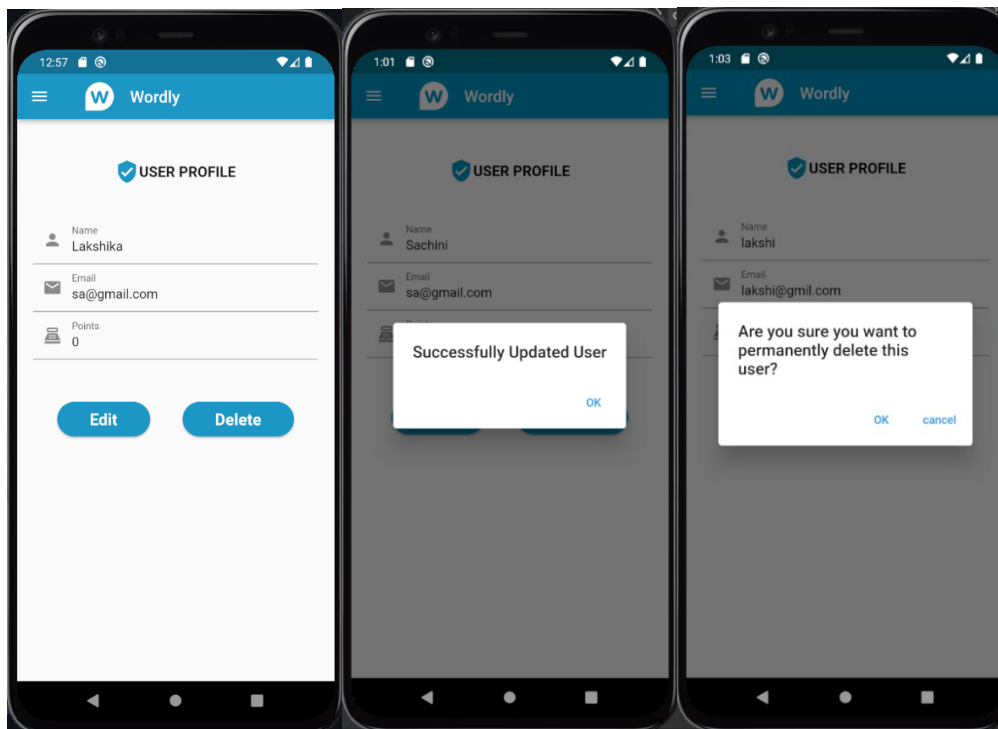 12:57
W Wordly
USER PROFILE
Name
Lakshika
Email
sa@gmail.com
Points
0
Edit Delete
1:01
W Wordly
USER PROFILE
Name
Sachini
Email
sa@gmail.com
Successfully Updated User
OK
1:03
W Wordly
USER PROFILE
Name
lakshi
Email
lakshi@gmil.com
Are you sure you want to
permanently delete this
user?
OK cancel